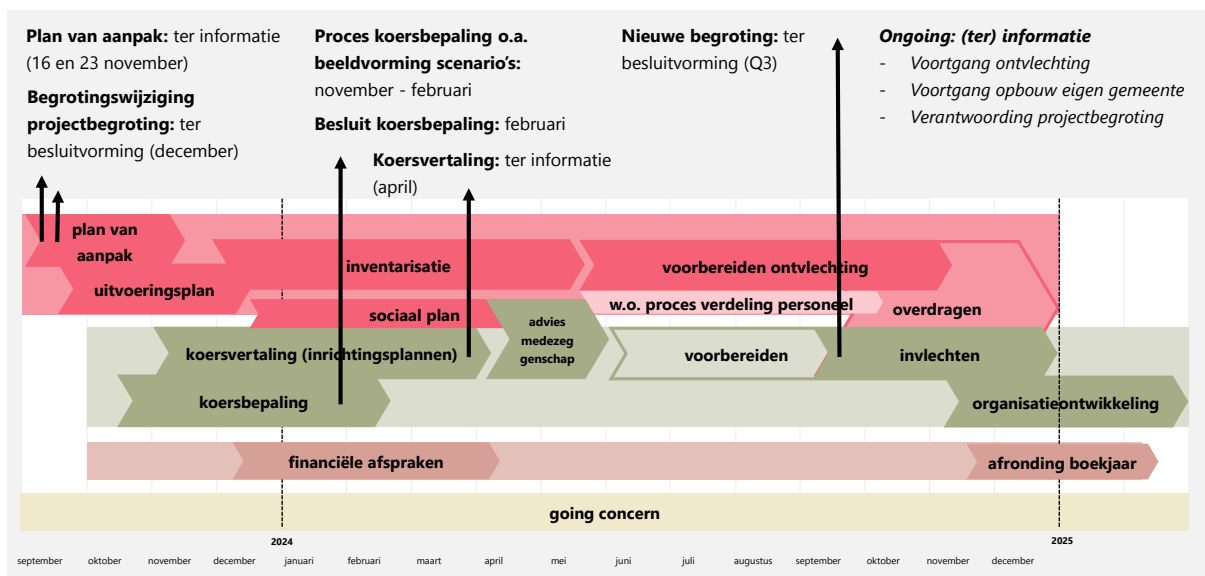 Plan van aanpak: ter informatie
(16 en 23 november)
Begrotingswijziging
projectbegroting: ter
besluitvorming (december)
Proces koersbepaling o.a.
beeldvorming scenario's:
november - februari
Besluit koersbepaling: februari
Koersvertaling: ter informatie
(april)
Nieuwe begroting: ter
besluitvorming (Q3)
Ongoing: (ter) informatie
- Voortgang ontvlechting
- Voortgang opbouw eigen gemeente
- Verantwoording projectbegroting
plan van
aanpak
inventarisatie
voorbereiden ontvlechting
uitvoeringsplan
w.o. proces verdeling personeel
overdragen
sociaal plan
advies
medezeg
genschap
koersvertaling (inrichtingsplannen)
voorbereiden
invlechten
koersbepaling
organisatieontwikkeling
financiële afspraken
afronding boekjaar
going concern
2024
2025
september oktober november december januari februari maart april mei juni juli augustus september oktober november december